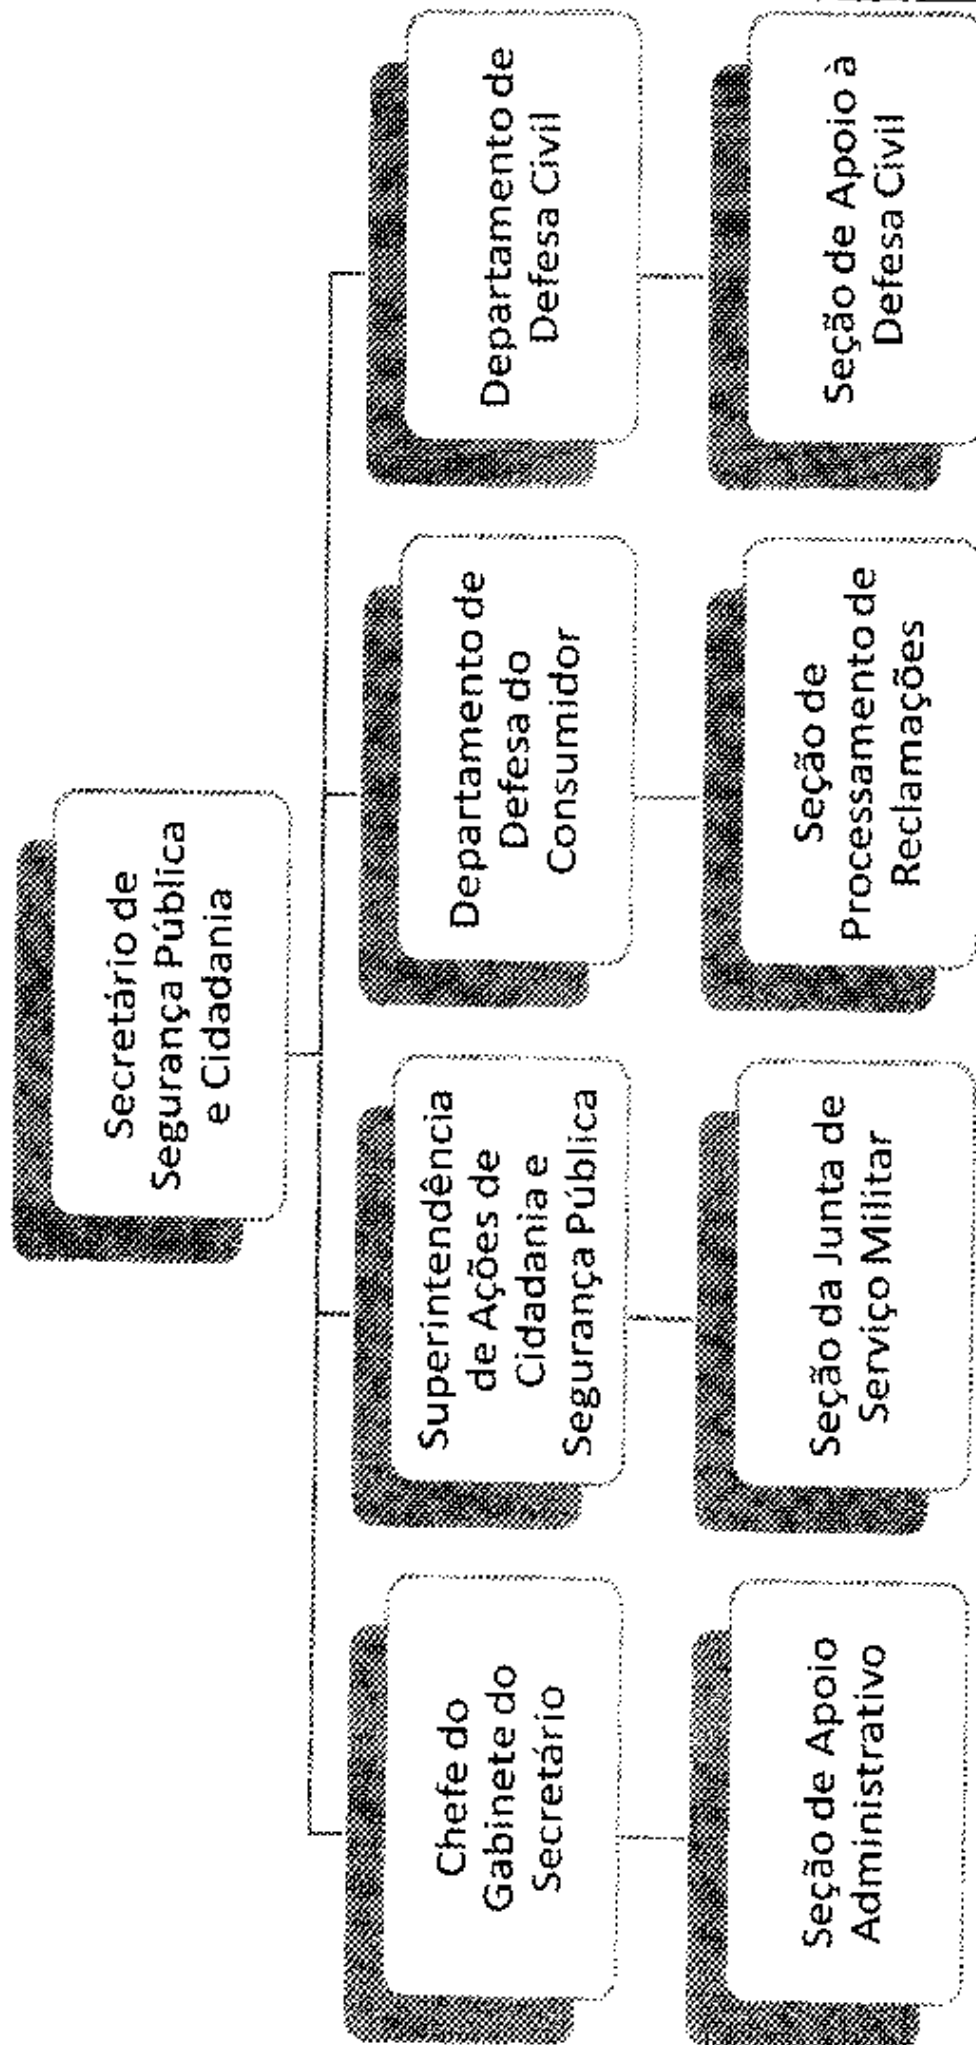 Secretário de
Segurança Pública
e Cidadania
Chefe do
Gabinete do
Secretário
Superintendência
de Ações de
Cidadania e
Segurança Pública
Departamento de
Defesa do
Consumidor
Departamento de
Defesa Civil
Seção de Apoio
Administrativo
Seção da Junta de
Serviço Militar
Seção de
Processamento de
Reclamações
Seção de Apoio à
Defesa Civil